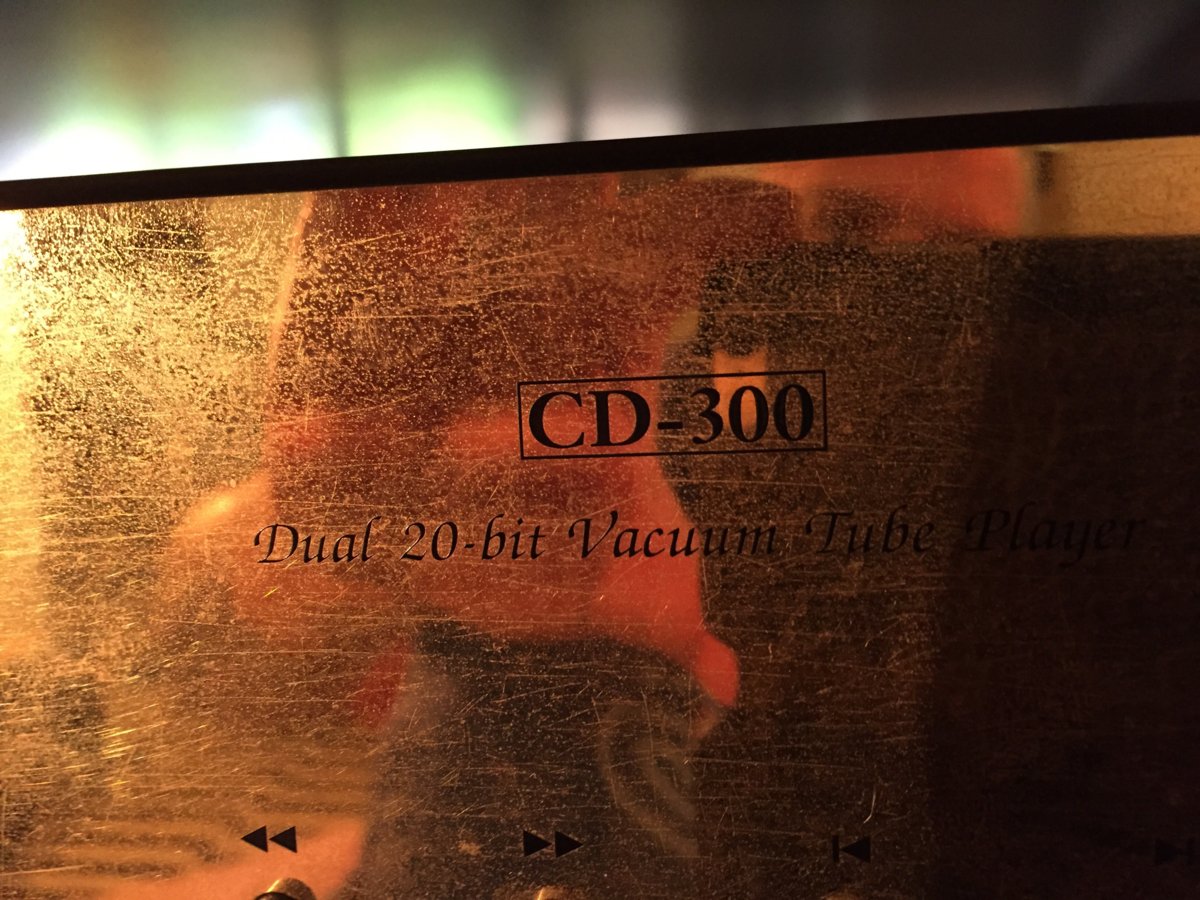 CD-300
Dual 20-bit Vacuum Tube Player